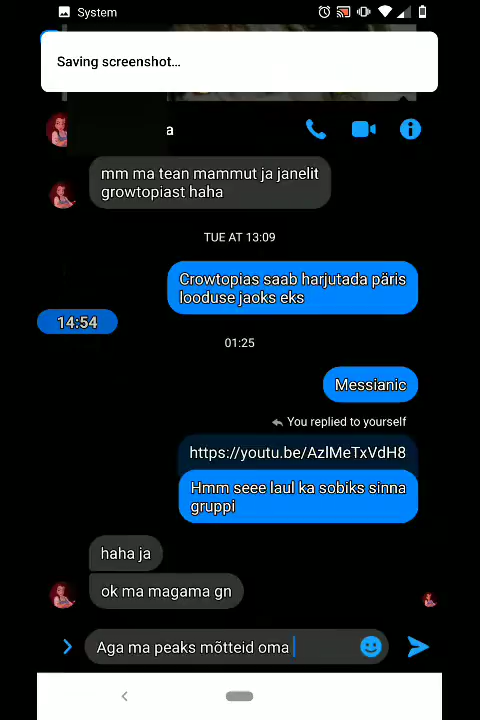 System
Saving screenshot...
a
mm ma tean mammut ja janelit
growtopiast haha
TUE AT 13:09
Crowtopias saab harjutada päris
looduse jaoks eks
14:54
01:25
Messianic
You replied to yourself
https://youtu.be/AzlMeTxVdH8
Hmm seee laul ka sobiks sinna
gruppi
haha ja
ok ma magama gn
Aga ma peaks mõtteid oma